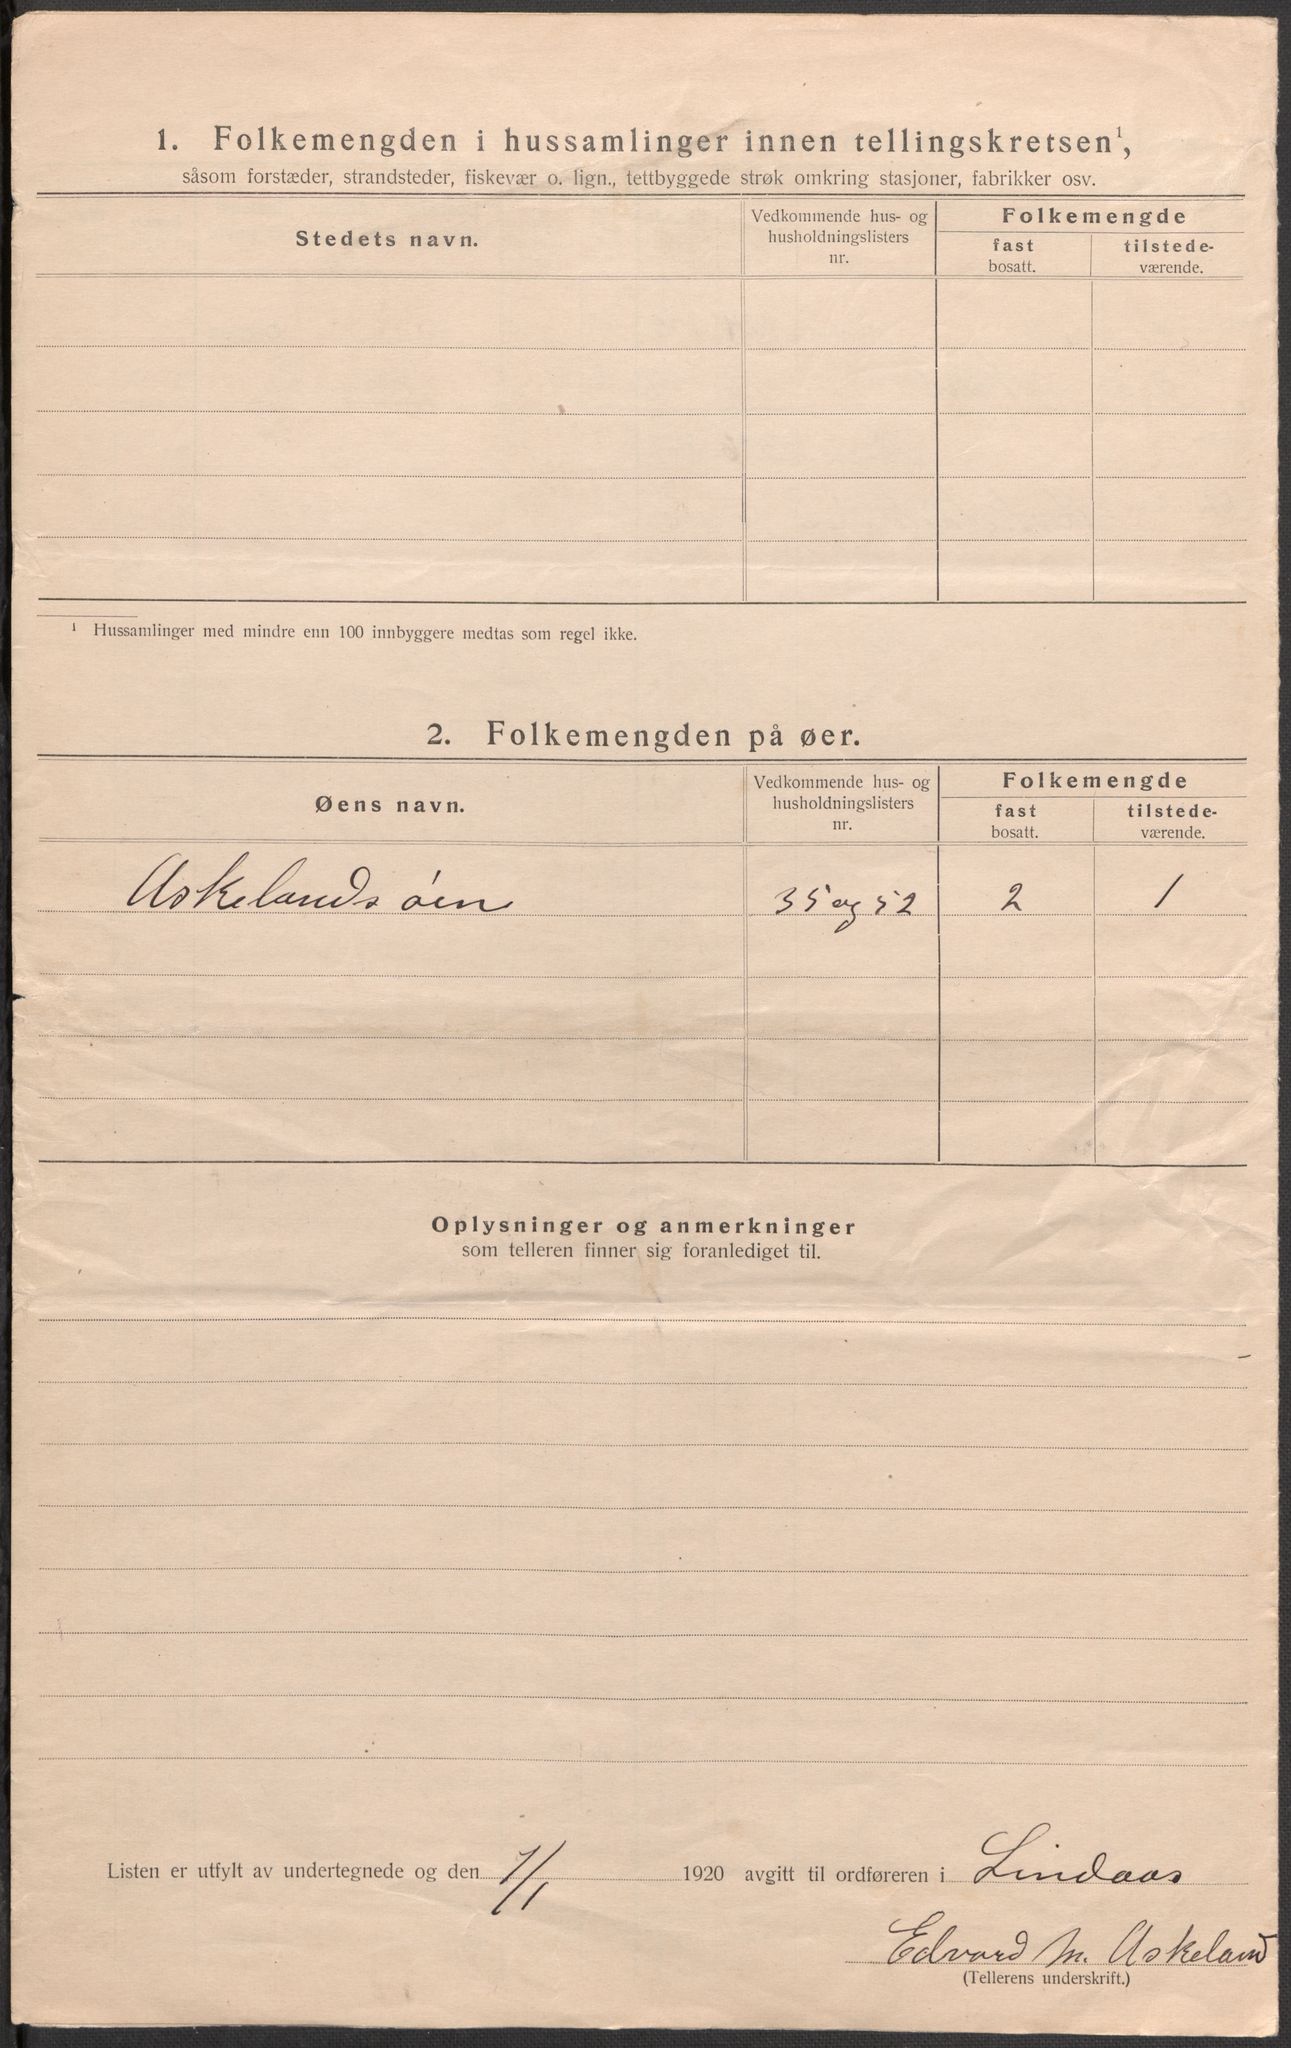 1. Folkemengden i hussamlinger innen tellingskretsen¹,
såsom forstæder, strandsteder, fiskevær o. lign., tettbyggede strøk omkring stasjoner, fabrikker osv.
Stedets navn.
Vedkommende hus- og
husholdningslisters
nr.
Folkemengde
fast
bosatt.
tilstede-
værende.
¹ Hussamlinger med mindre enn 100 innbyggere medtas som regel ikke.
2. Folkemengden på øer.
Øens navn.
Vedkommende hus- og
husholdningslisters
nr.
Folkemengde
fast
bosatt.
tilstede-
værende.
Askelandsöen 35 og 52 2 1
Oplysninger og anmerkninger
som telleren finner sig foranlediget til.
Listen er utfylt av undertegnede og den 7/1 1920 avgitt til ordføreren i Lindaas
Edvard M. Askeland
(Tellerens underskrift.)